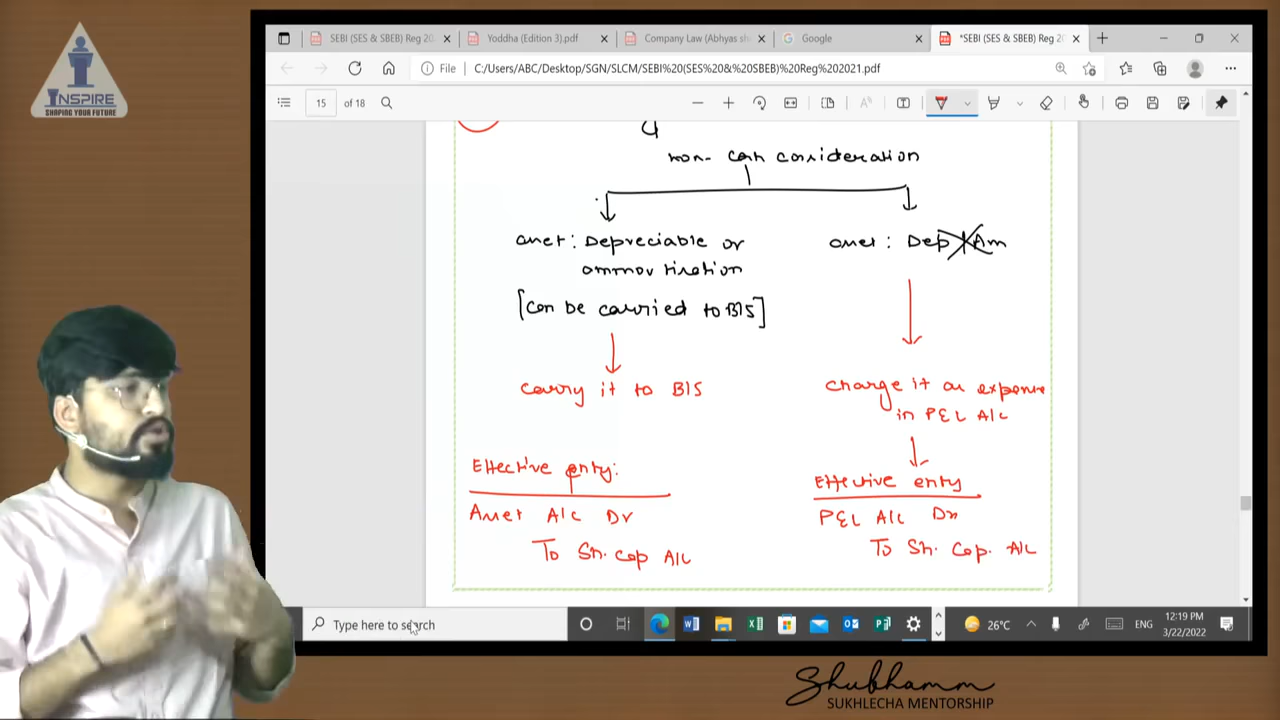 INSPIRE
SHAPING YOUR FUTURE
SEBI (SES & SBEB) Reg 20
Yoddha (Edition 3).pdf
Company Law (Abhyas sh
Google
*SEBI (SES & SBEB) Reg 202
File
C:/Users/ABC/Desktop/SGN/SLCM/SEBI%20(SES%20&%20SBEB)%20Reg%202021.pdf
15 of 18
non- cash consideration
asset: Depreciable or
ammortisation
[Can be carried to B/S]
asset: Dep/Am
Carry it to B/S
Charge it as expense
in P&L A/c
Effective entry:
Asset A/c Dr
To Sh. Cap A/c
Effective entry
P&L A/c Dr
To Sh. Cap. A/c
Type here to search
26°C
ENG
12:19 PM
3/22/2022
Shubhamm
SUKHLECHA MENTORSHIP